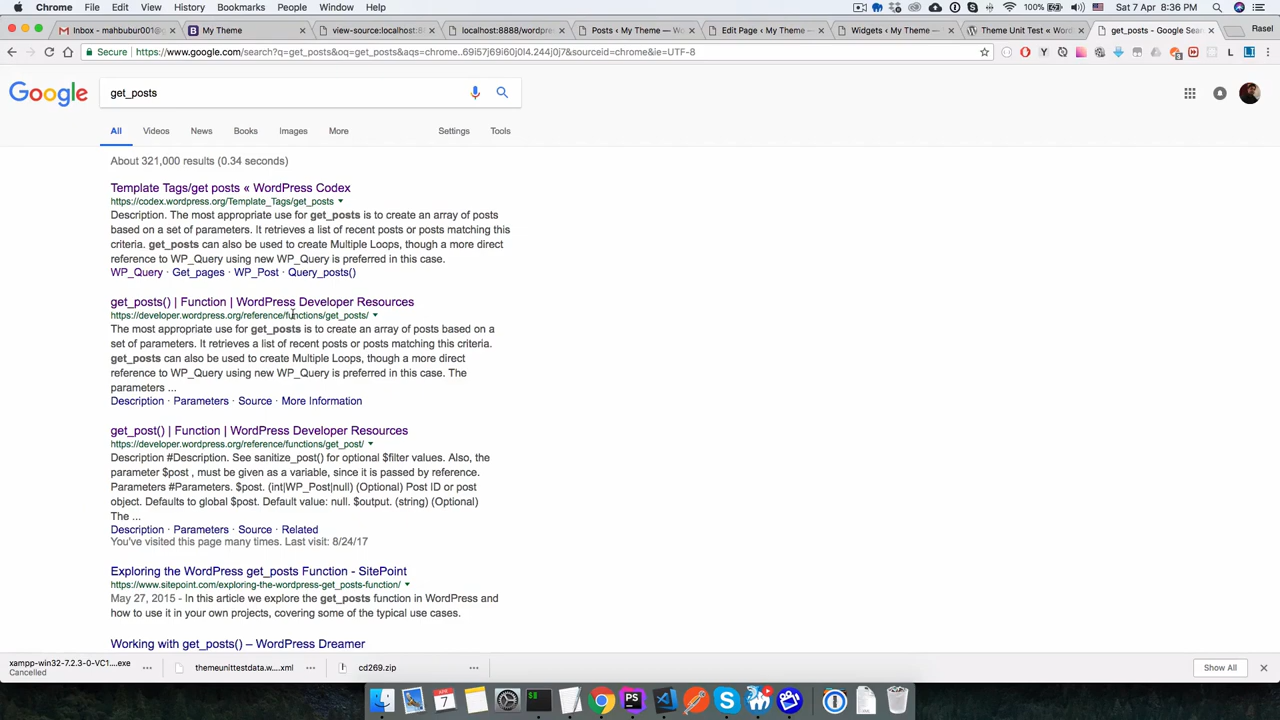 Chrome File Edit View History Bookmarks People Window Help 100% Sat 7 Apr 8:36 PM
Inbox - mahbubur001@ My Theme view-source:localhost: localhost:8888/wordpr Posts ‹ My Theme — Wo Edit Page ‹ My Theme Widgets ‹ My Theme — Theme Unit Test « Word get_posts - Google Sea Rasel
Secure https://www.google.com/search?q=get_posts&oq=get_posts&aqs=chrome..69i57j69i60j0l4.244j0j7&sourceid=chrome&ie=UTF-8
Google get_posts
All Videos News Books Images More Settings Tools
About 321,000 results (0.34 seconds)
Template Tags/get posts « WordPress Codex
https://codex.wordpress.org/Template_Tags/get_posts
Description. The most appropriate use for get_posts is to create an array of posts
based on a set of parameters. It retrieves a list of recent posts or posts matching this
criteria. get_posts can also be used to create Multiple Loops, though a more direct
reference to WP_Query using new WP_Query is preferred in this case.
WP_Query · Get_pages · WP_Post · Query_posts()
get_posts() | Function | WordPress Developer Resources
https://developer.wordpress.org/reference/functions/get_posts/
The most appropriate use for get_posts is to create an array of posts based on a
set of parameters. It retrieves a list of recent posts or posts matching this criteria.
get_posts can also be used to create Multiple Loops, though a more direct
reference to WP_Query using new WP_Query is preferred in this case. The
parameters ...
Description · Parameters · Source · More Information
get_post() | Function | WordPress Developer Resources
https://developer.wordpress.org/reference/functions/get_post/
Description #Description. See sanitize_post() for optional $filter values. Also, the
parameter $post , must be given as a variable, since it is passed by reference.
Parameters #Parameters. $post. (int|WP_Post|null) (Optional) Post ID or post
object. Defaults to global $post. Default value: null. $output. (string) (Optional)
The ...
Description · Parameters · Source · Related
You've visited this page many times. Last visit: 8/24/17
Exploring the WordPress get_posts Function - SitePoint
https://www.sitepoint.com/exploring-the-wordpress-get_posts-function/
May 27, 2015 - In this article we explore the get_posts function in WordPress and
how to use it in your own projects, covering some of the typical use cases.
Working with get_posts() – WordPress Dreamer
xampp-win32-7.2.3-0-VC1....exe themeunittestdata.w....xml cd269.zip Show All
Cancelled